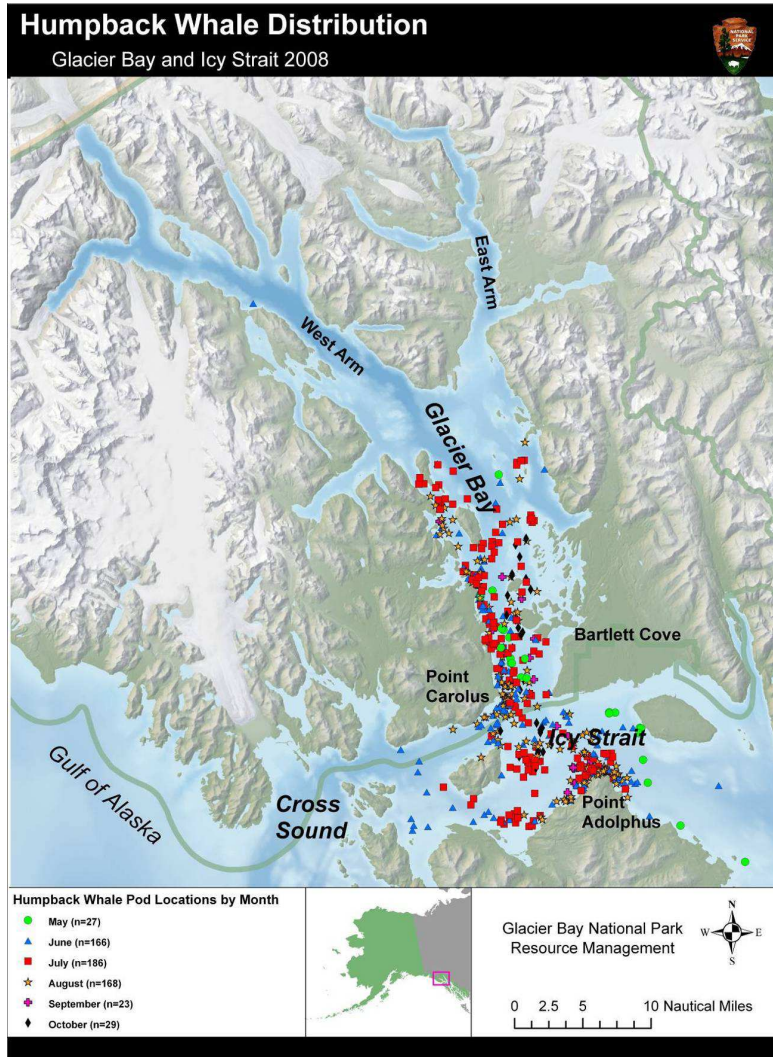 Humpback Whale Distribution
Glacier Bay and Icy Strait 2008
NATIONAL
PARK
SERVICE
East Arm
West Arm
Glacier Bay
Bartlett Cove
Point
Carolus
Icy Strait
Gulf of Alaska
Cross
Sound
Point
Adolphus
Humpback Whale Pod Locations by Month
May (n=27)
June (n=166)
July (n=186)
August (n=168)
September (n=23)
October (n=29)
Glacier Bay National Park
Resource Management
N
W E
S
0 2.5 5 10 Nautical Miles